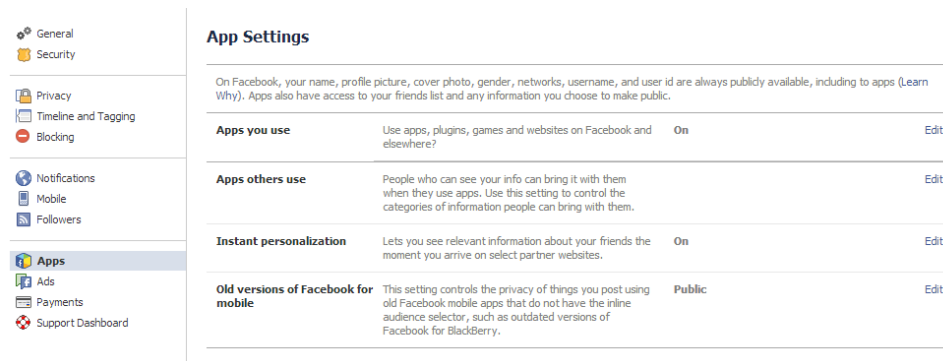 General
Security
Privacy
Timeline and Tagging
Blocking
Notifications
Mobile
Followers
Apps
Ads
Payments
Support Dashboard
App Settings
On Facebook, your name, profile picture, cover photo, gender, networks, username, and user id are always publicly available, including to apps (Learn
Why). Apps also have access to your friends list and any information you choose to make public.
Apps you use
Use apps, plugins, games and websites on Facebook and
elsewhere?
On
Edit
Apps others use
People who can see your info can bring it with them
when they use apps. Use this setting to control the
categories of information people can bring with them.
Edit
Instant personalization
Lets you see relevant information about your friends the
moment you arrive on select partner websites.
On
Edit
Old versions of Facebook for
mobile
This setting controls the privacy of things you post using
old Facebook mobile apps that do not have the inline
audience selector, such as outdated versions of
Facebook for BlackBerry.
Public
Edit